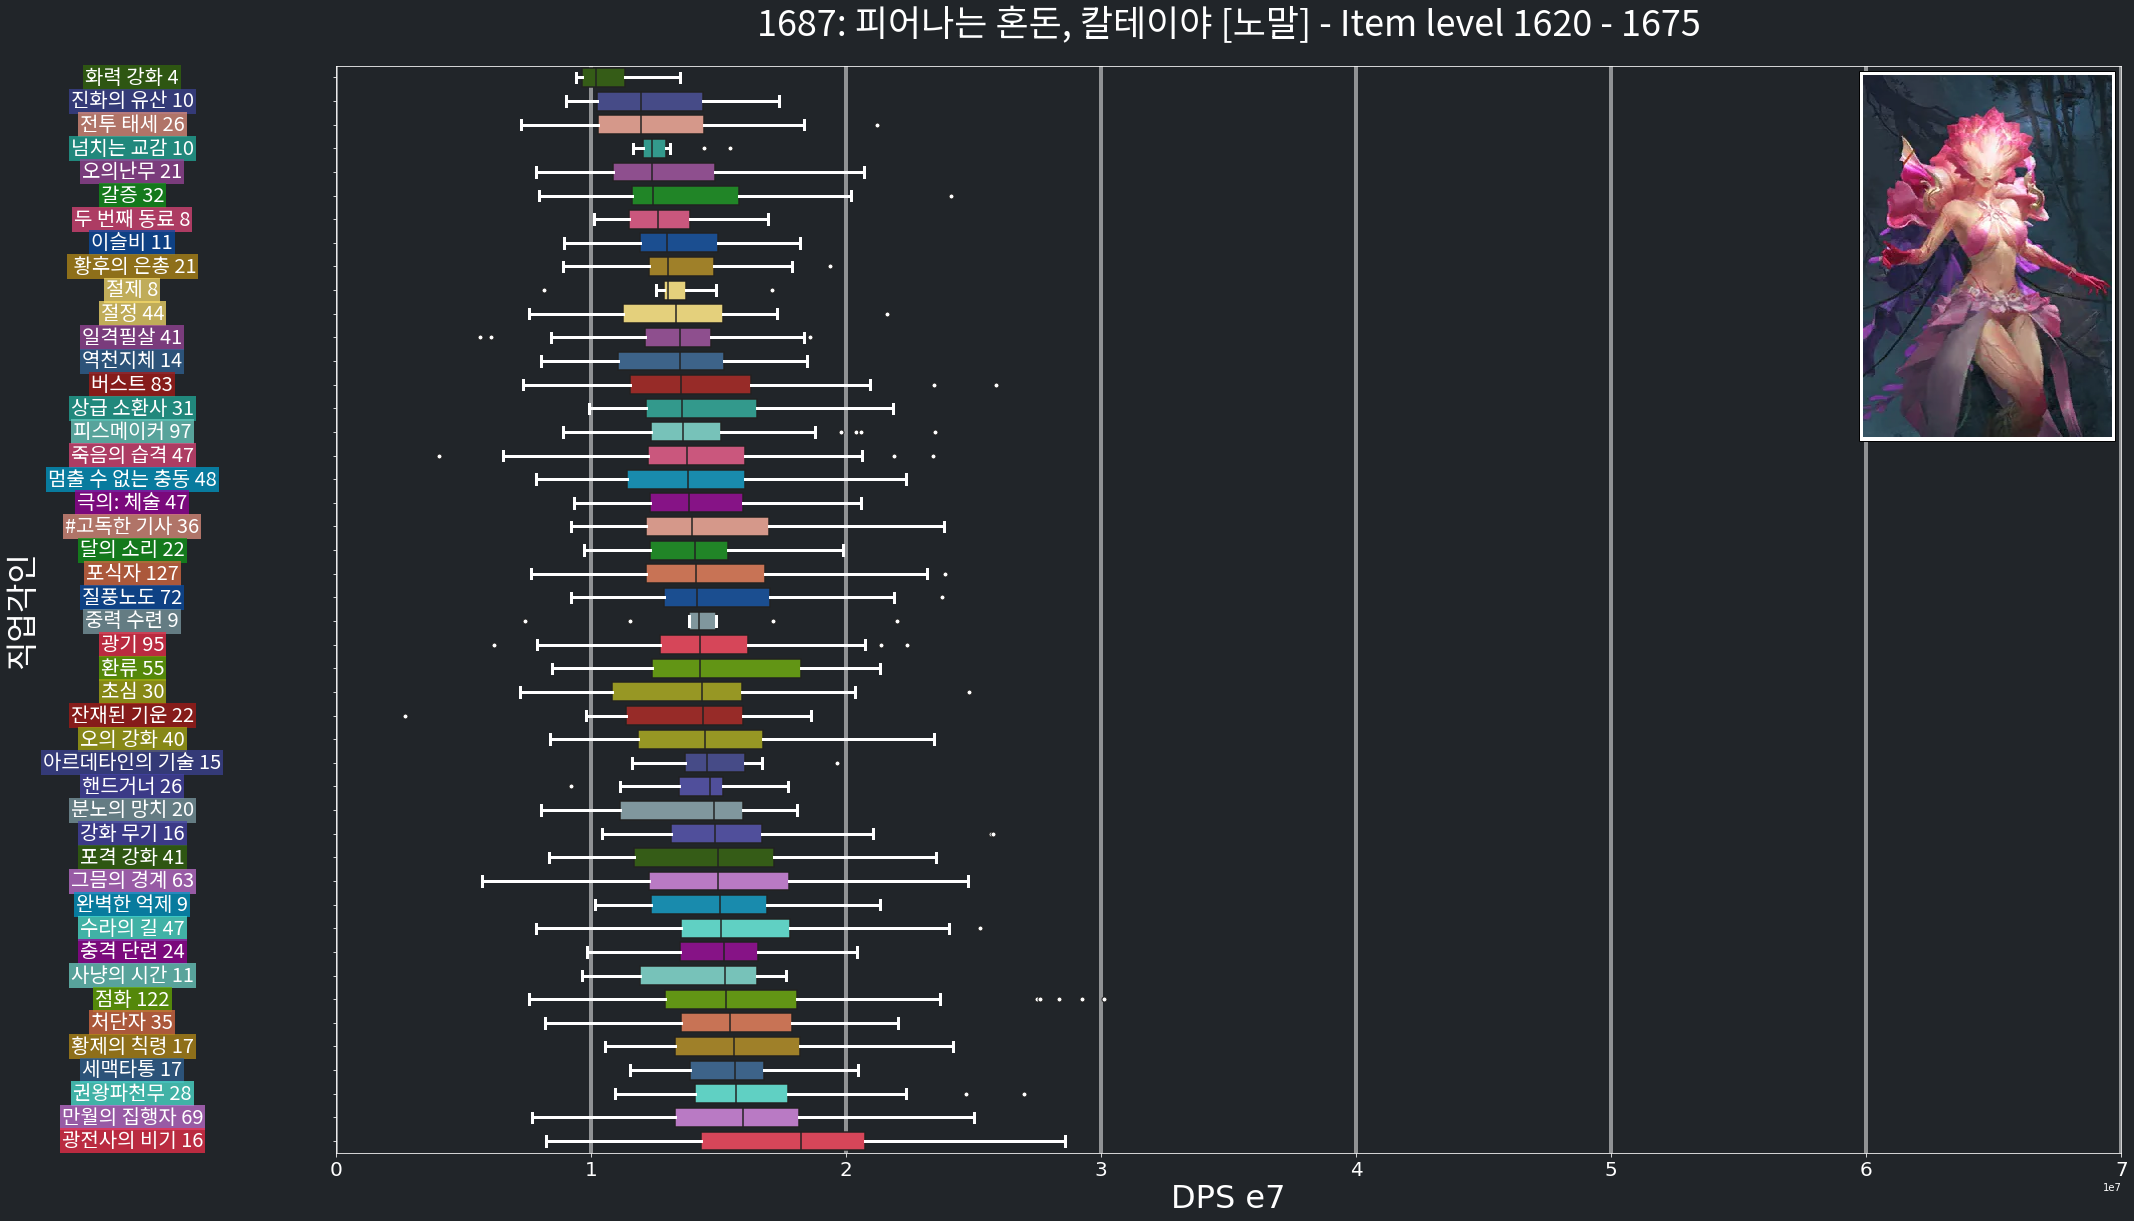 1687: 피어나는 혼돈, 칼테이야 [노말] - Item level 1620 - 1675
화력 강화 4
진화의 유산 10
전투 태세 26
넘치는 교감 10
오의난무 21
갈증 32
두 번째 동료 8
이슬비 11
황후의 은총 21
절제 8
절정 44
일격필살 41
역천지체 14
버스트 83
상급 소환사 31
피스메이커 97
죽음의 습격 47
멈출 수 없는 충동 48
극의: 체술 47
#고독한 기사 36
달의 소리 22
포식자 127
질풍노도 72
중력 수련 9
광기 95
환류 55
초심 30
잔재된 기운 22
오의 강화 40
아르데타인의 기술 15
핸드거너 26
분노의 망치 20
강화 무기 16
포격 강화 41
그믐의 경계 63
완벽한 억제 9
수라의 길 47
충격 단련 24
사냥의 시간 11
점화 122
처단자 35
황제의 칙령 17
세맥타통 17
권왕파천무 28
만월의 집행자 69
광전사의 비기 16
직업각인
0 1 2 3 4 5 6 7
1e7
DPS e7